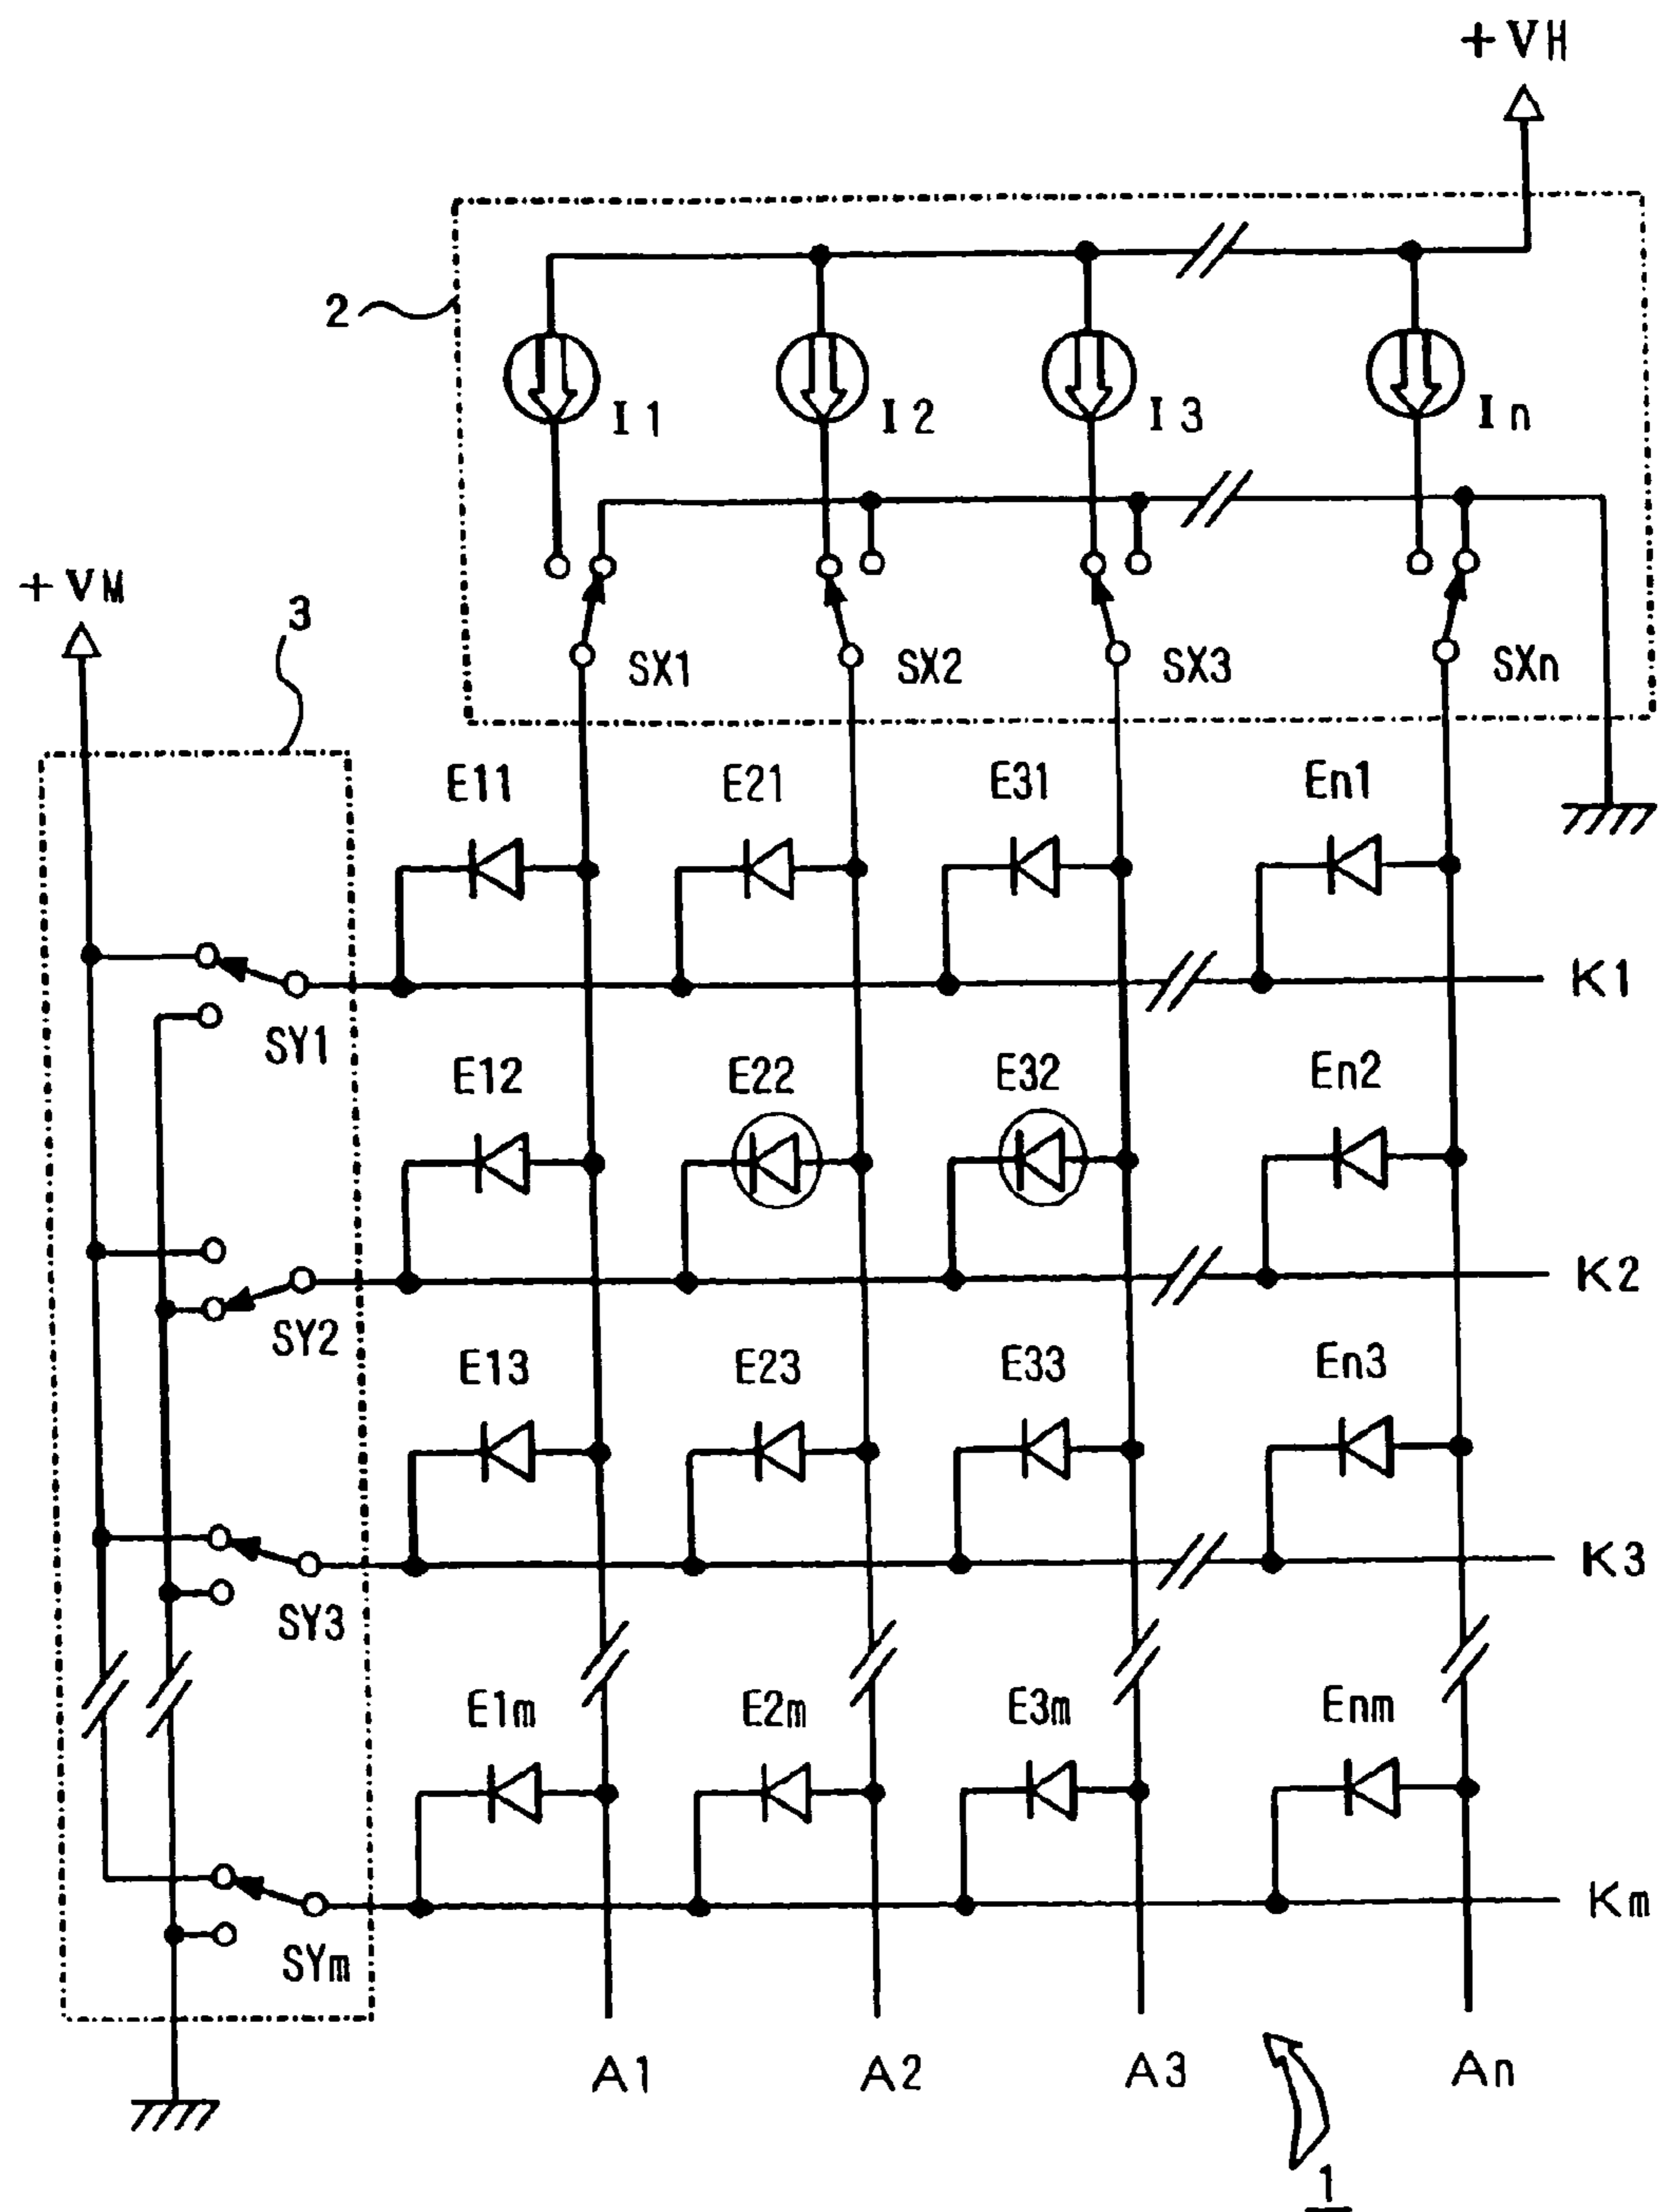 +VH
2
I1 I2 I3 In
+VM
3
SX1 SX2 SX3 SXn
E11 E21 E31 En1
K1
SY1
E12 E22 E32 En2
K2
SY2
E13 E23 E33 En3
K3
SY3
E1m E2m E3m Enm
Km
SYm
A1 A2 A3 An
1